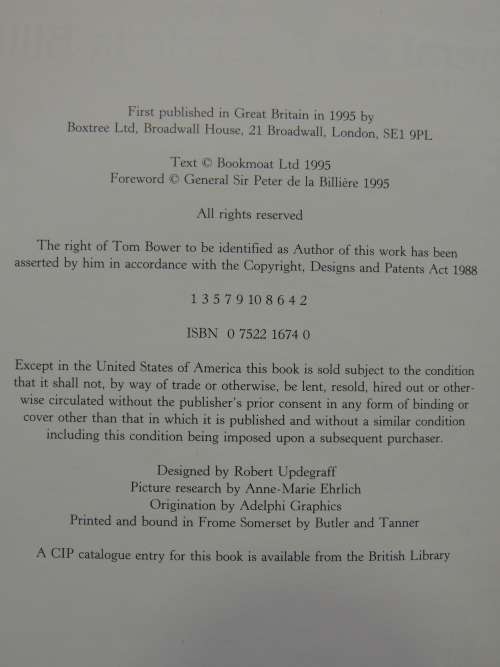 First published in Great Britain in 1995 by
Boxtree Ltd, Broadwall House, 21 Broadwall, London, SE1 9PL
Text © Bookmoat Ltd 1995
Foreword © General Sir Peter de la Billière 1995
All rights reserved
The right of Tom Bower to be identified as Author of this work has been
asserted by him in accordance with the Copyright, Designs and Patents Act 1988
1 3 5 7 9 10 8 6 4 2
ISBN 0 7522 1674 0
Except in the United States of America this book is sold subject to the condition
that it shall not, by way of trade or otherwise, be lent, resold, hired out or other-
wise circulated without the publisher's prior consent in any form of binding or
cover other than that in which it is published and without a similar condition
including this condition being imposed upon a subsequent purchaser.
Designed by Robert Updegraff
Picture research by Anne-Marie Ehrlich
Origination by Adelphi Graphics
Printed and bound in Frome Somerset by Butler and Tanner
A CIP catalogue entry for this book is available from the British Library